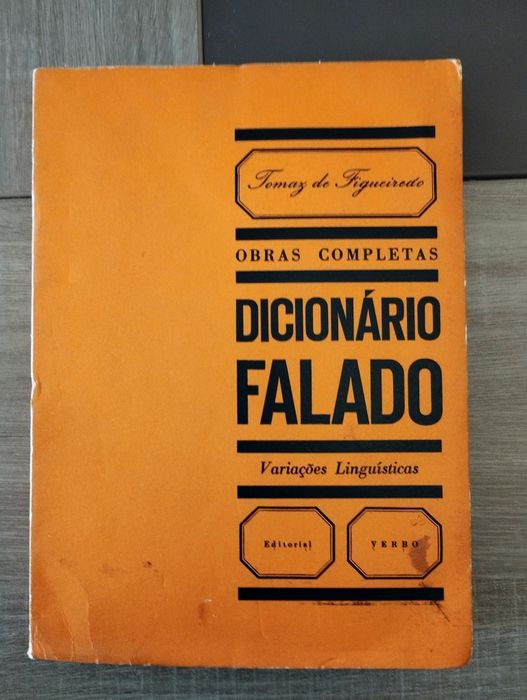 Tomaz de Figueiredo
OBRAS COMPLETAS
DICIONÁRIO
FALADO
Variações Linguísticas
Editorial VERBO